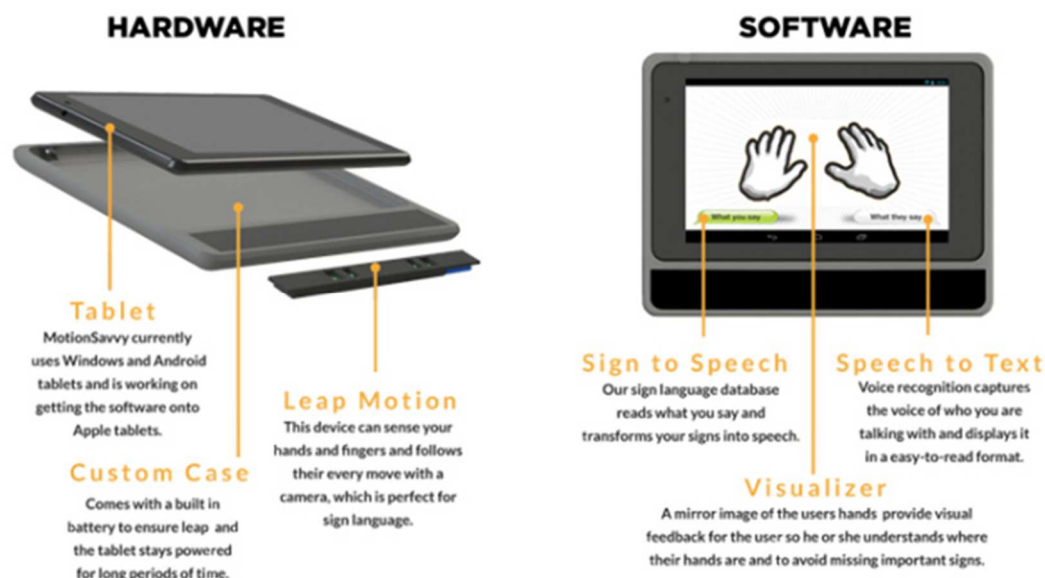 HARDWARE
Tablet
MotionSavvy currently
uses Windows and Android
tablets and is working on
getting the software onto
Apple tablets.
Custom Case
Comes with a built in
battery to ensure leap and
the tablet stays powered
for long periods of time.
Leap Motion
This device can sense your
hands and fingers and follows
their every move with a
camera, which is perfect for
sign language.
SOFTWARE
What you say
What they say
Sign to Speech
Our sign language database
reads what you say and
transforms your signs into speech.
Speech to Text
Voice recognition captures
the voice of who you are
talking with and displays it
in a easy-to-read format.
Visualizer
A mirror image of the users hands provide visual
feedback for the user so he or she understands where
their hands are and to avoid missing important signs.